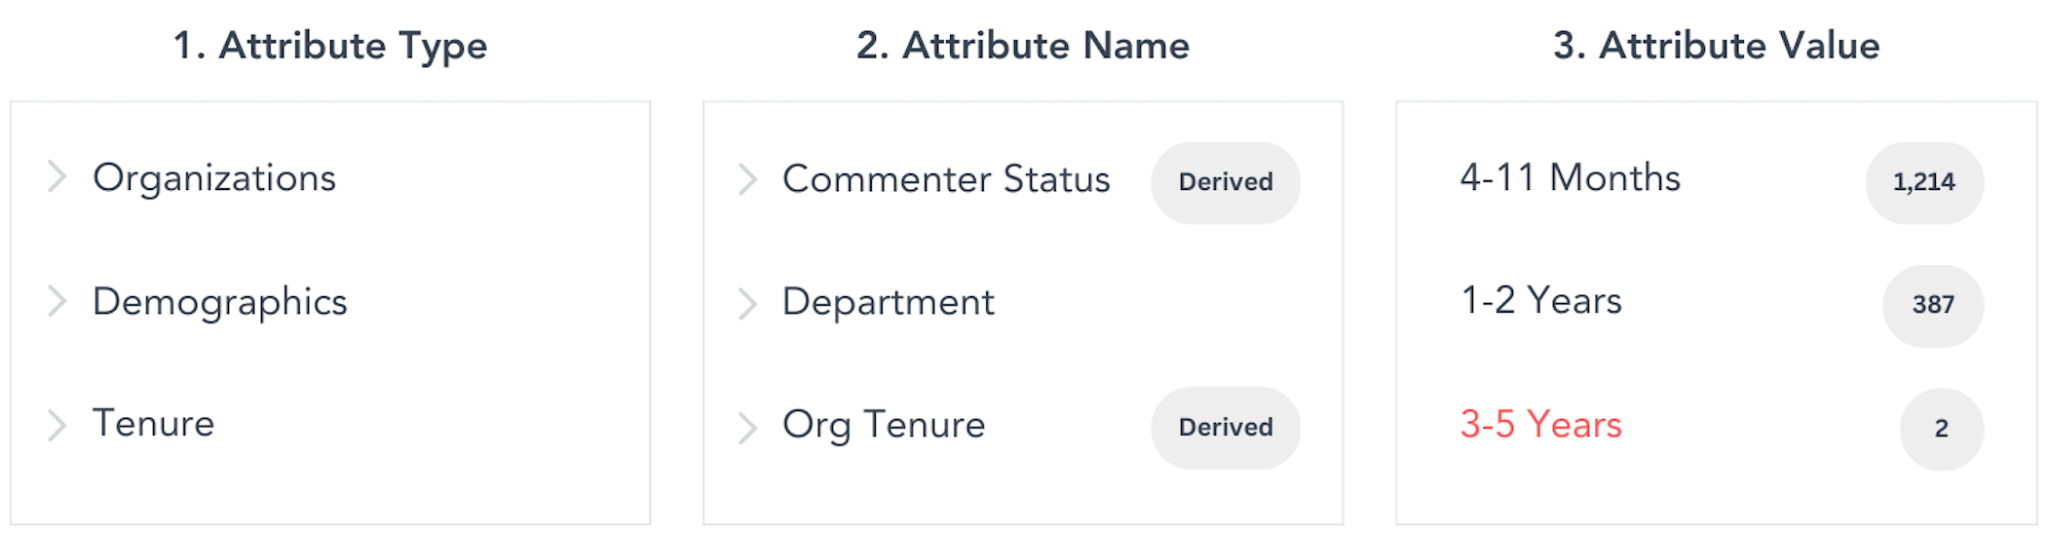 1. Attribute Type
Organizations
Demographics
Tenure
2. Attribute Name
Commenter Status Derived
Department
Org Tenure Derived
3. Attribute Value
4-11 Months 1,214
1-2 Years 387
3-5 Years 2